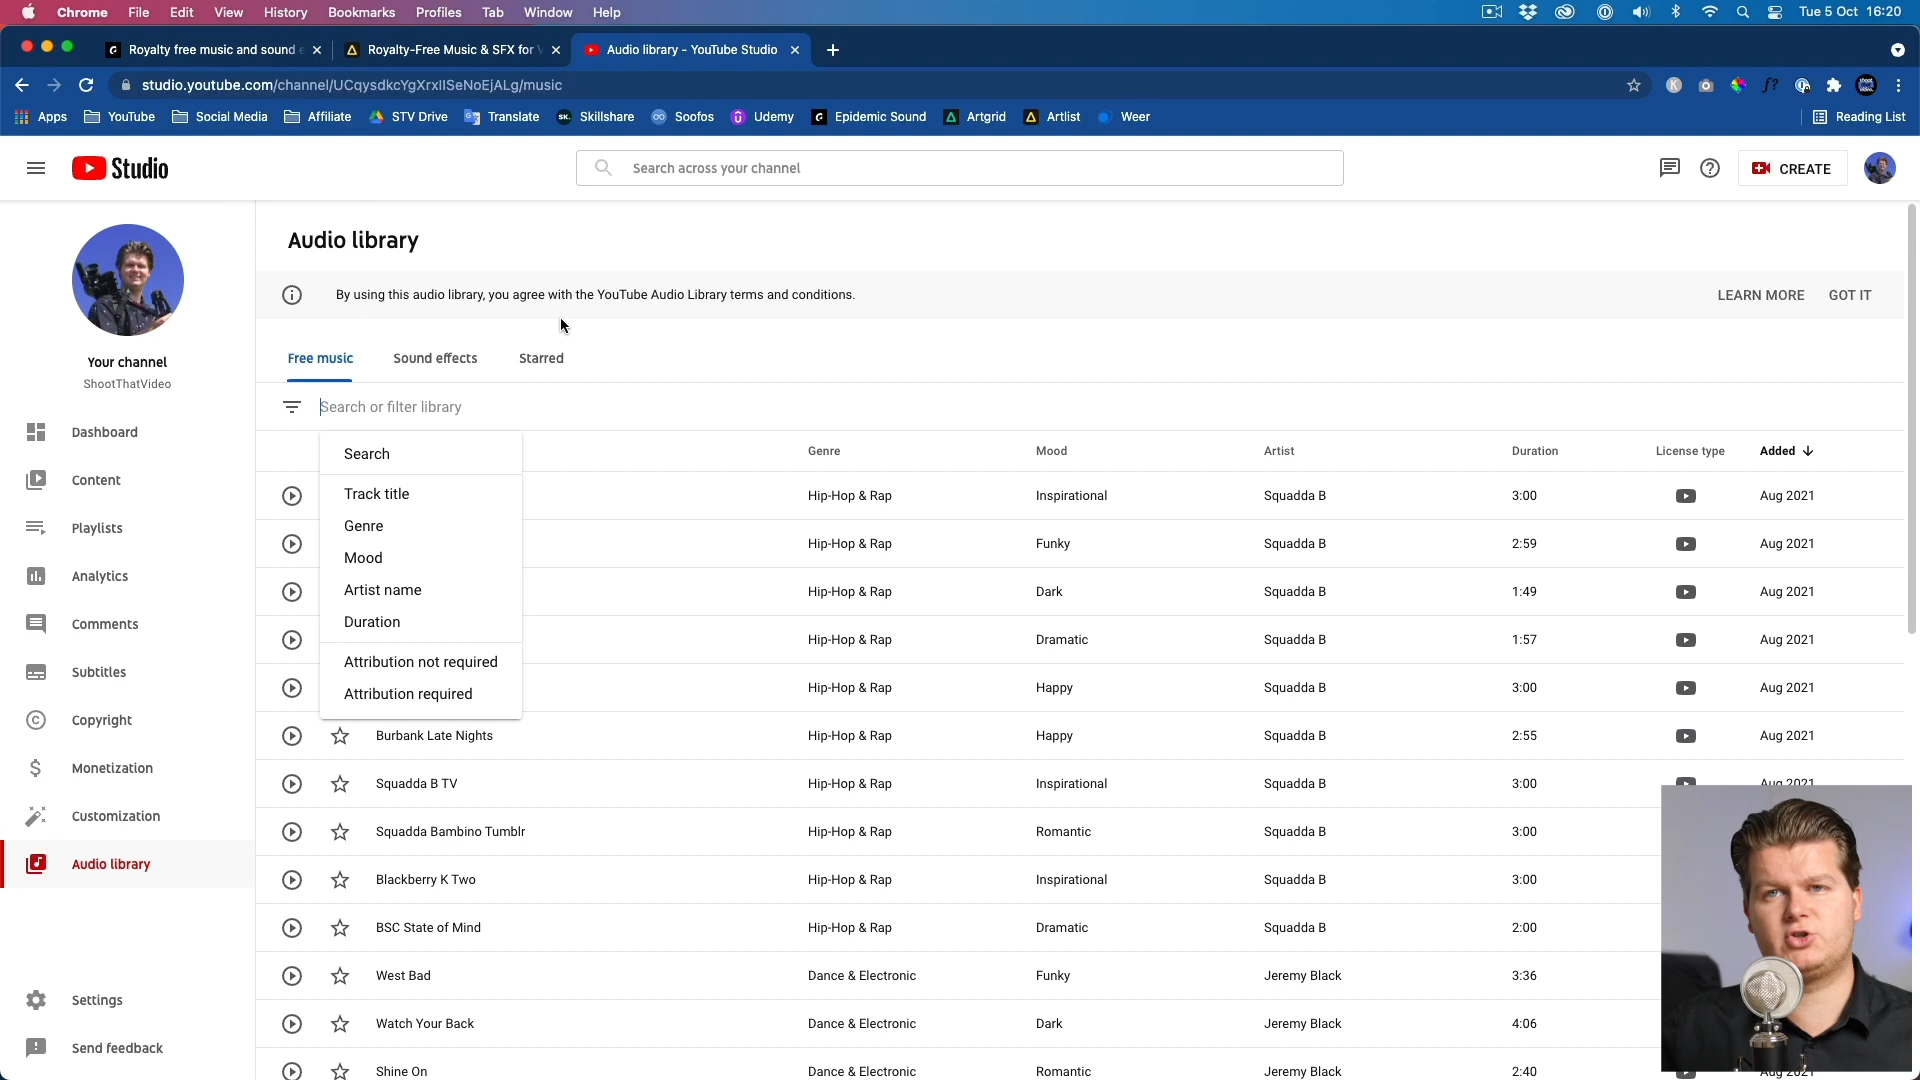 Chrome File Edit View History Bookmarks Profiles Tab Window Help Tue 5 Oct 16:20
Royalty free music and sound e Royalty-Free Music & SFX for V Audio library - YouTube Studio
studio.youtube.com/channel/UCqysdkcYgXrxIISeNoEjALg/music
Apps YouTube Social Media Affiliate STV Drive Translate Skillshare Soofos Udemy Epidemic Sound Artgrid Artlist Weer Reading List
Studio Search across your channel CREATE
Audio library
By using this audio library, you agree with the YouTube Audio Library terms and conditions. LEARN MORE GOT IT
Your channel
ShootThatVideo
Dashboard
Content
Playlists
Analytics
Comments
Subtitles
Copyright
Monetization
Customization
Audio library
Settings
Send feedback
Free music Sound effects Starred
Search or filter library
Search
Track title
Genre
Mood
Artist name
Duration
Attribution not required
Attribution required
Genre Mood Artist Duration License type Added
Hip-Hop & Rap Inspirational Squadda B 3:00 Aug 2021
Hip-Hop & Rap Funky Squadda B 2:59 Aug 2021
Hip-Hop & Rap Dark Squadda B 1:49 Aug 2021
Hip-Hop & Rap Dramatic Squadda B 1:57 Aug 2021
Hip-Hop & Rap Happy Squadda B 3:00 Aug 2021
Burbank Late Nights Hip-Hop & Rap Happy Squadda B 2:55 Aug 2021
Squadda B TV Hip-Hop & Rap Inspirational Squadda B 3:00 Aug 2021
Squadda Bambino Tumblr Hip-Hop & Rap Romantic Squadda B 3:00
Blackberry K Two Hip-Hop & Rap Inspirational Squadda B 3:00
BSC State of Mind Hip-Hop & Rap Dramatic Squadda B 2:00
West Bad Dance & Electronic Funky Jeremy Black 3:36
Watch Your Back Dance & Electronic Dark Jeremy Black 4:06
Shine On Dance & Electronic Romantic Jeremy Black 2:40 Aug 2021